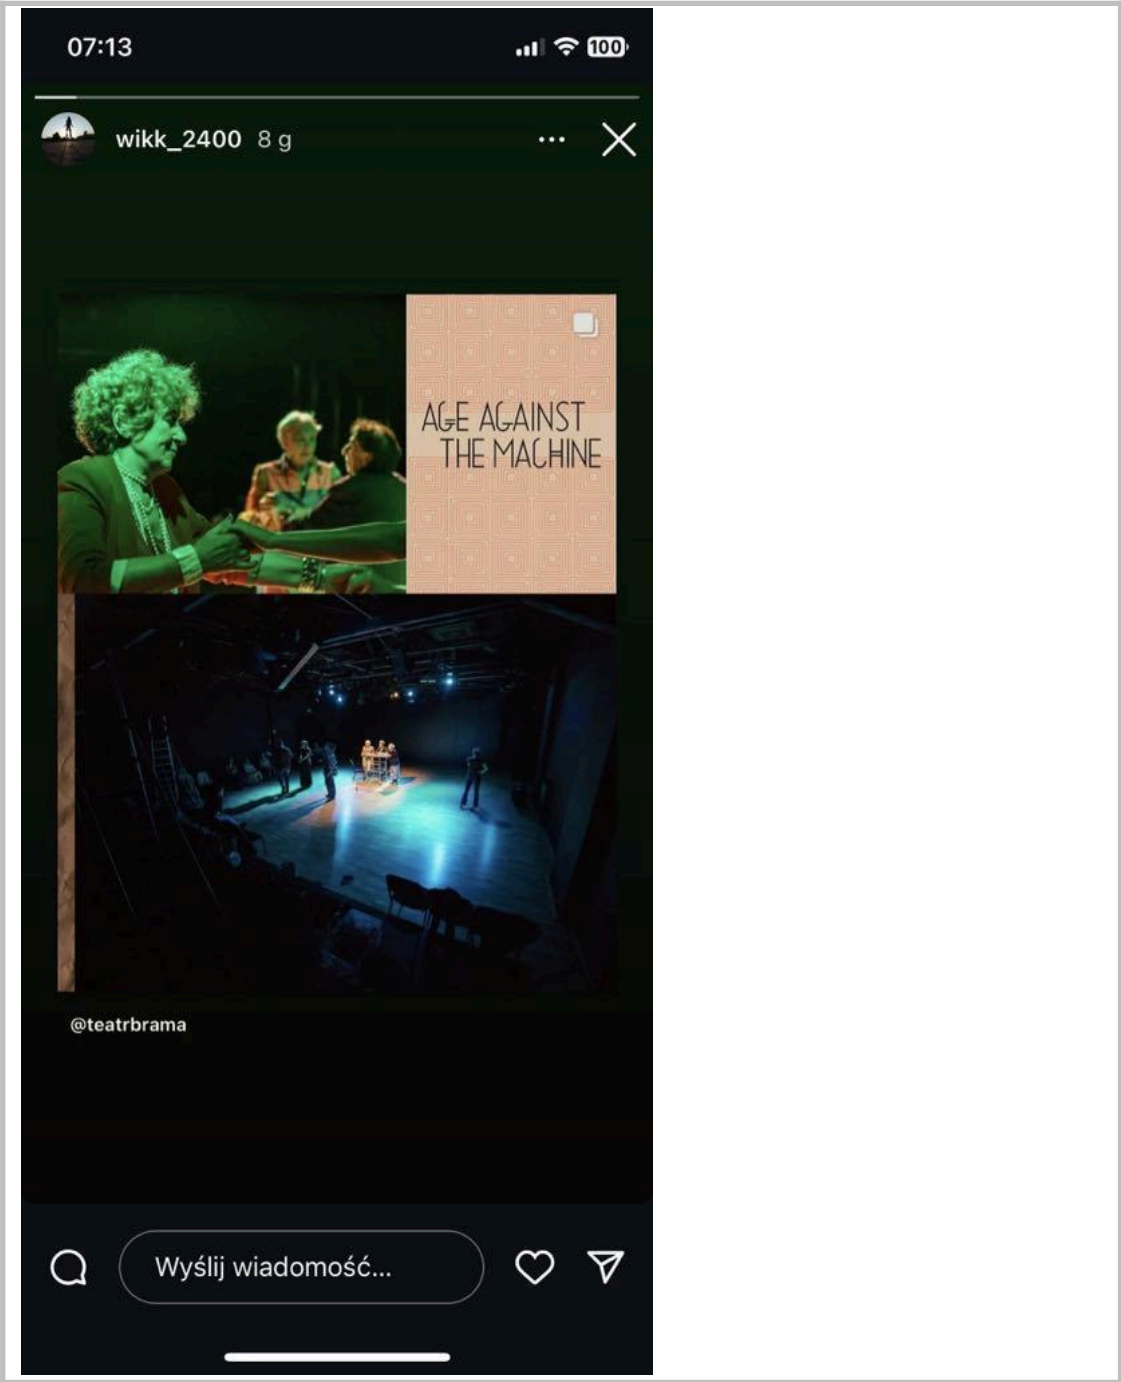 07:13
100
wikk_2400 8 g
AGE AGAINST
THE MACHINE
@teatrbrama
Wyślij wiadomość...